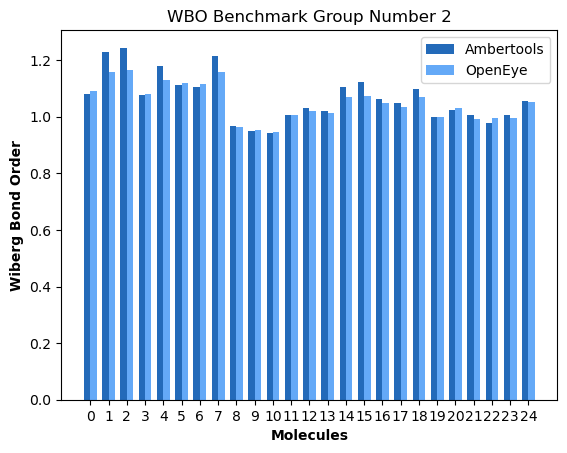 WBO Benchmark Group Number 2
Ambertools
OpenEye
Wiberg Bond Order
1.2
1.0
0.8
0.6
0.4
0.2
0.0
0 1 2 3 4 5 6 7 8 9 10 11 12 13 14 15 16 17 18 19 20 21 22 23 24
Molecules